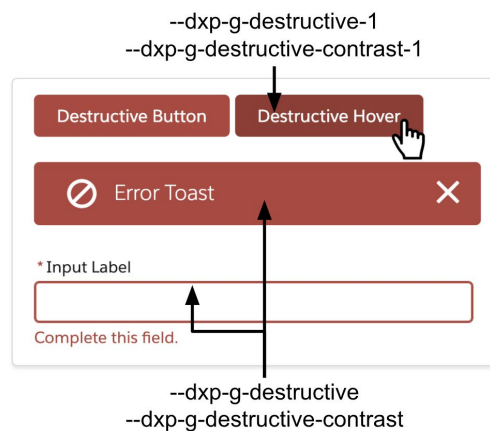 --dxp-g-destructive-1
--dxp-g-destructive-contrast-1
Destructive Button
Destructive Hover
Error Toast
* Input Label
Complete this field.
--dxp-g-destructive
--dxp-g-destructive-contrast